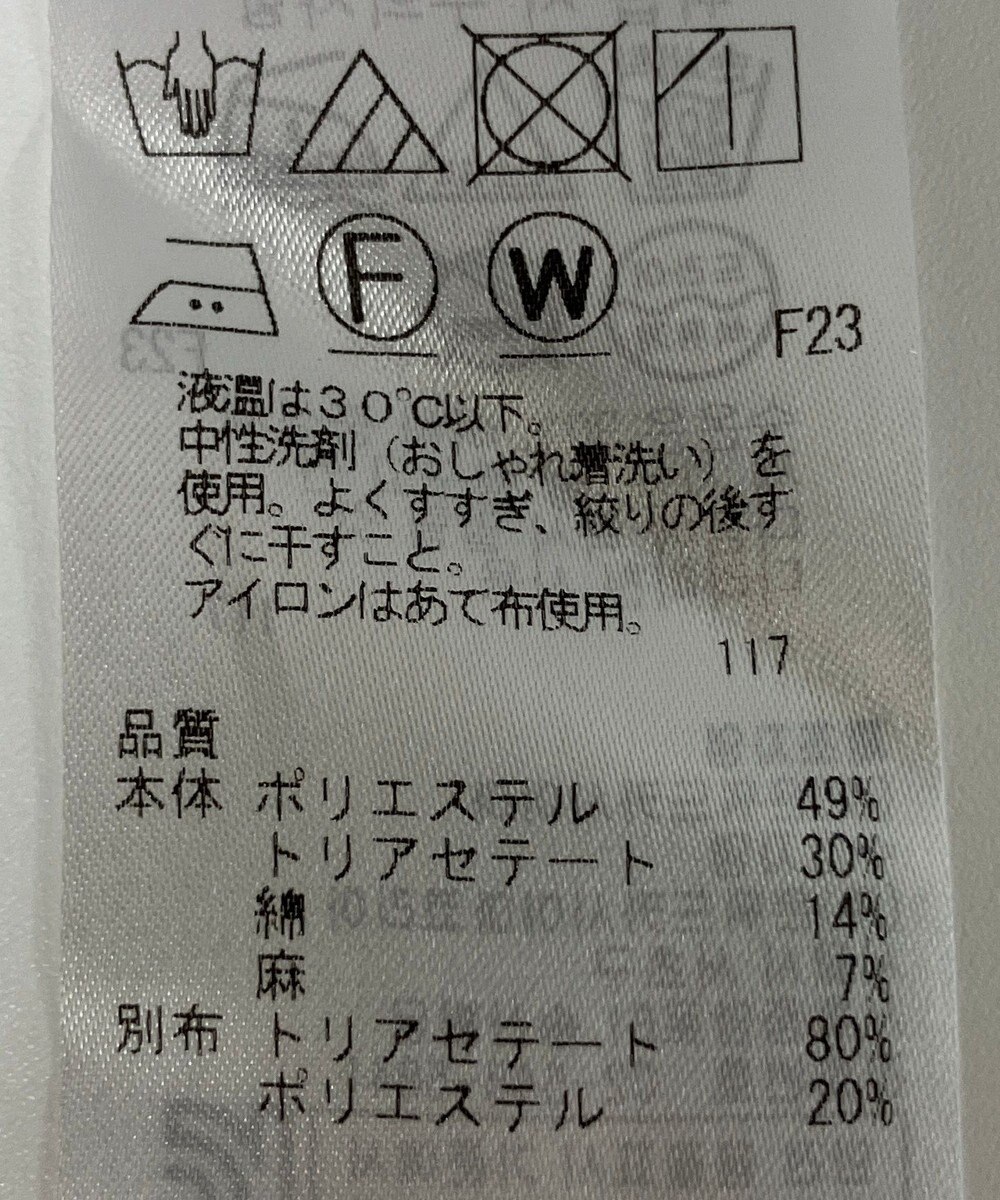 F
W
F23
液温は３０℃以下。
中性洗剤（おしゃれ着洗い）を
使用。よくすすぎ、絞りの後す
ぐに干すこと。
アイロンはあて布使用。
117
品質
本体 ポリエステル 49%
トリアセテート 30%
綿 14%
麻 7%
別布 トリアセテート 80%
ポリエステル 20%